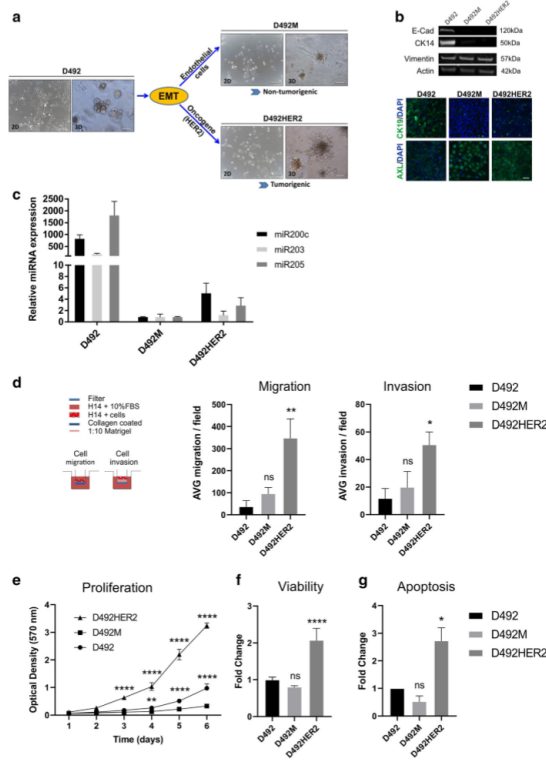 a
D492
2D
3D
EMT
Endothelial
cells
Oncogene
(HER2)
D492M
2D
3D
Non-tumorigenic
D492HER2
2D
3D
Tumorigenic
b
D492
D492M
D492HER2
E-Cad
120kDa
CK14
50kDa
Vimentin
57kDa
Actin
42kDa
D492 D492M D492HER2
CK19/DAPI
AXL/DAPI
c
Relative miRNA expression
2500
2000
1500
1000
500
10
8
6
4
2
0
D492
D492M
D492HER2
miR200c
miR203
miR205
d
Filter
H14 + 10%FBS
H14 + cells
Collagen coated
1:10 Matrigel
Cell
migration
Cell
invasion
Migration
AVG migration / field
500
400
300
200
100
0
ns
**
D492
D492M
D492HER2
Invasion
AVG invasion / field
80
60
40
20
0
ns
*
D492
D492M
D492HER2
D492
D492M
D492HER2
e
Proliferation
Optical Density (570 nm)
4
3
2
1
0
D492HER2
D492M
D492
****
****
**
****
****
****
****
1 2 3 4 5 6
Time (days)
f
Viability
Fold Change
3
2
1
0
ns
****
D492
D492M
D492HER2
g
Apoptosis
Fold Change
4
3
2
1
0
ns
*
D492
D492M
D492HER2
D492
D492M
D492HER2